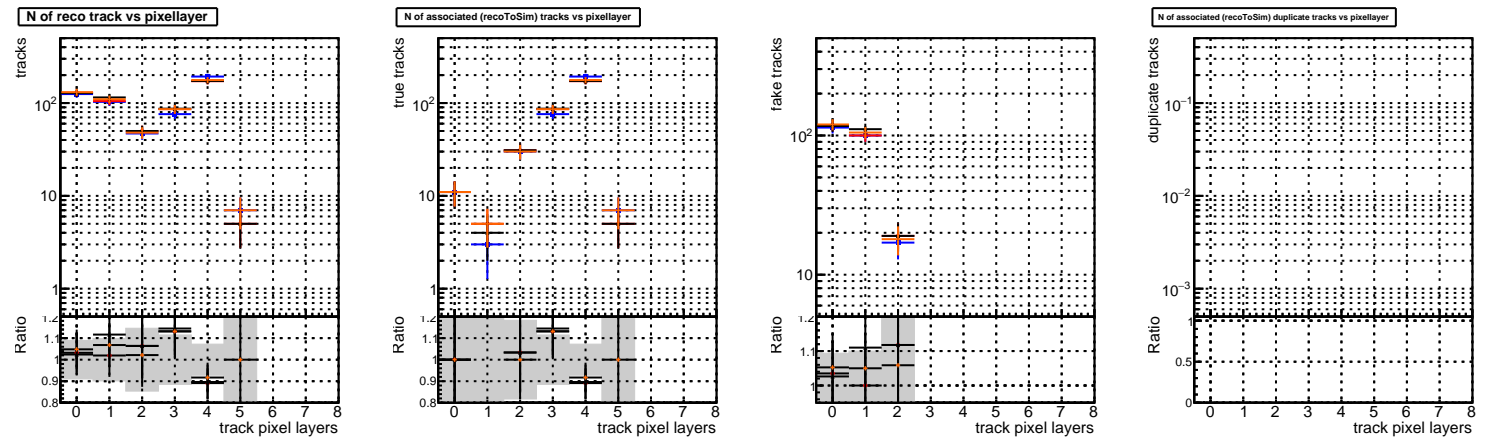 N of reco track vs pixellayer
tracks
10²
10
1
Ratio
1.2
1.1
1
0.9
0.8
0 1 2 3 4 5 6 7 8
track pixel layers
N of associated (recoToSim) tracks vs pixellayer
true tracks
10²
10
1
Ratio
1.2
1.1
1
0.9
0.8
0 1 2 3 4 5 6 7 8
track pixel layers
fake tracks
10²
10
Ratio
1.2
1.1
1
0 1 2 3 4 5 6 7 8
track pixel layers
N of associated (recoToSim) duplicate tracks vs pixellayer
duplicate tracks
10⁻¹
10⁻²
10⁻³
Ratio
1
0.5
0
0 1 2 3 4 5 6 7 8
track pixel layers